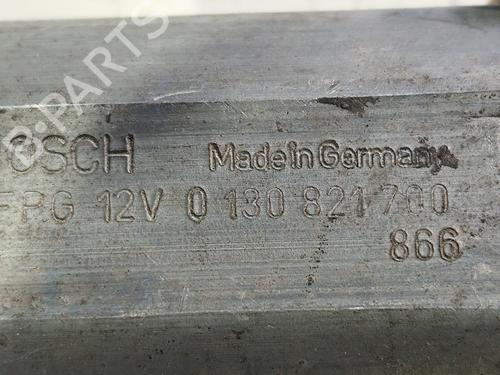 OSCH Made in Germany
FPG 12V 0 130 821 700
866
B-PARTS